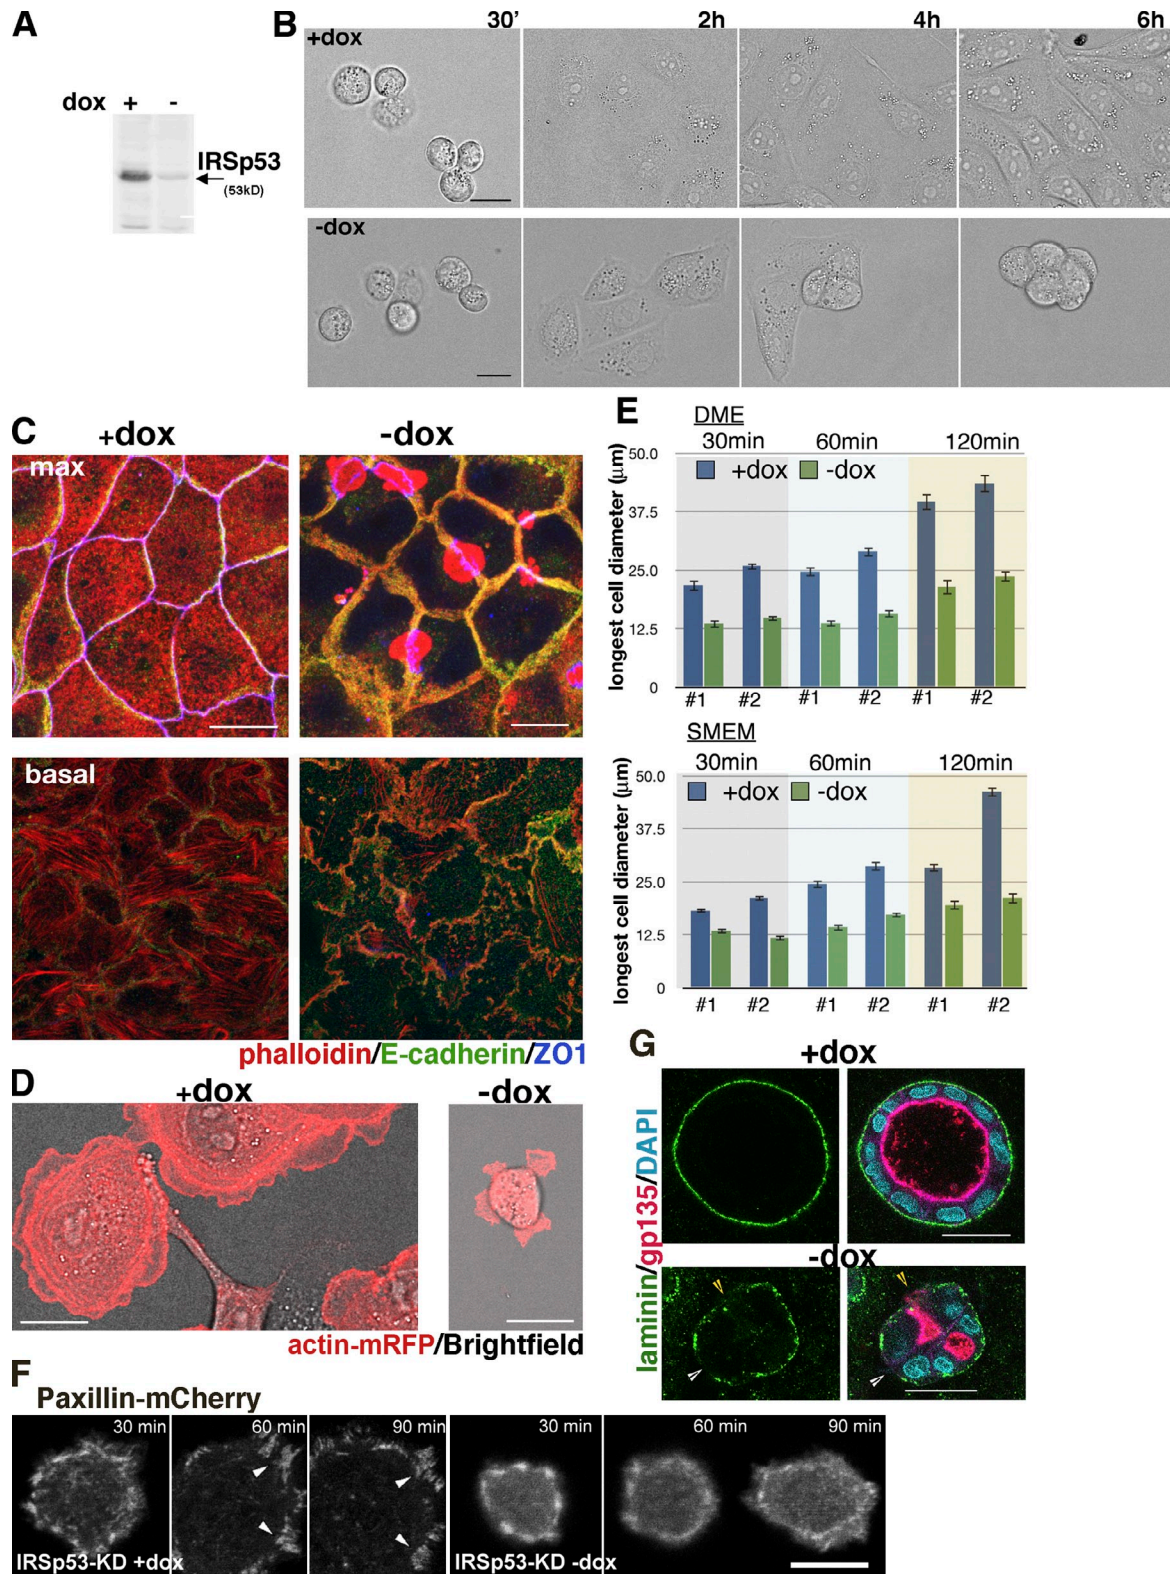 A
dox + -
IRSp53
(53kD)
B
30' 2h 4h 6h
+dox
-dox
C
+dox -dox
max
basal
phalloidin/E-cadherin/ZO1
D
+dox -dox
actin-mRFP/Brightfield
E
DME
30min 60min 120min
+dox -dox
longest cell diameter (µm)
50.0
37.5
25.0
12.5
0
#1 #2 #1 #2 #1 #2
SMEM
30min 60min 120min
+dox -dox
longest cell diameter (µm)
50.0
37.5
25.0
12.5
0
#1 #2 #1 #2 #1 #2
G
+dox
-dox
laminin/gp135/DAPI
F
Paxillin-mCherry
30 min 60 min 90 min 30 min 60 min 90 min
IRSp53-KD +dox IRSp53-KD -dox